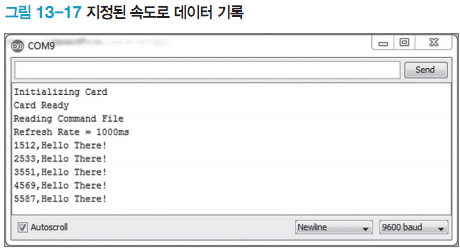 그림 13-17 지정된 속도로 데이터 기록
COM9
Send
Initializing Card
Card Ready
Reading Command File
Refresh Rate = 1000ms
1512,Hello There!
2533,Hello There!
3551,Hello There!
4569,Hello There!
5587,Hello There!
Autoscroll
Newline
9600 baud